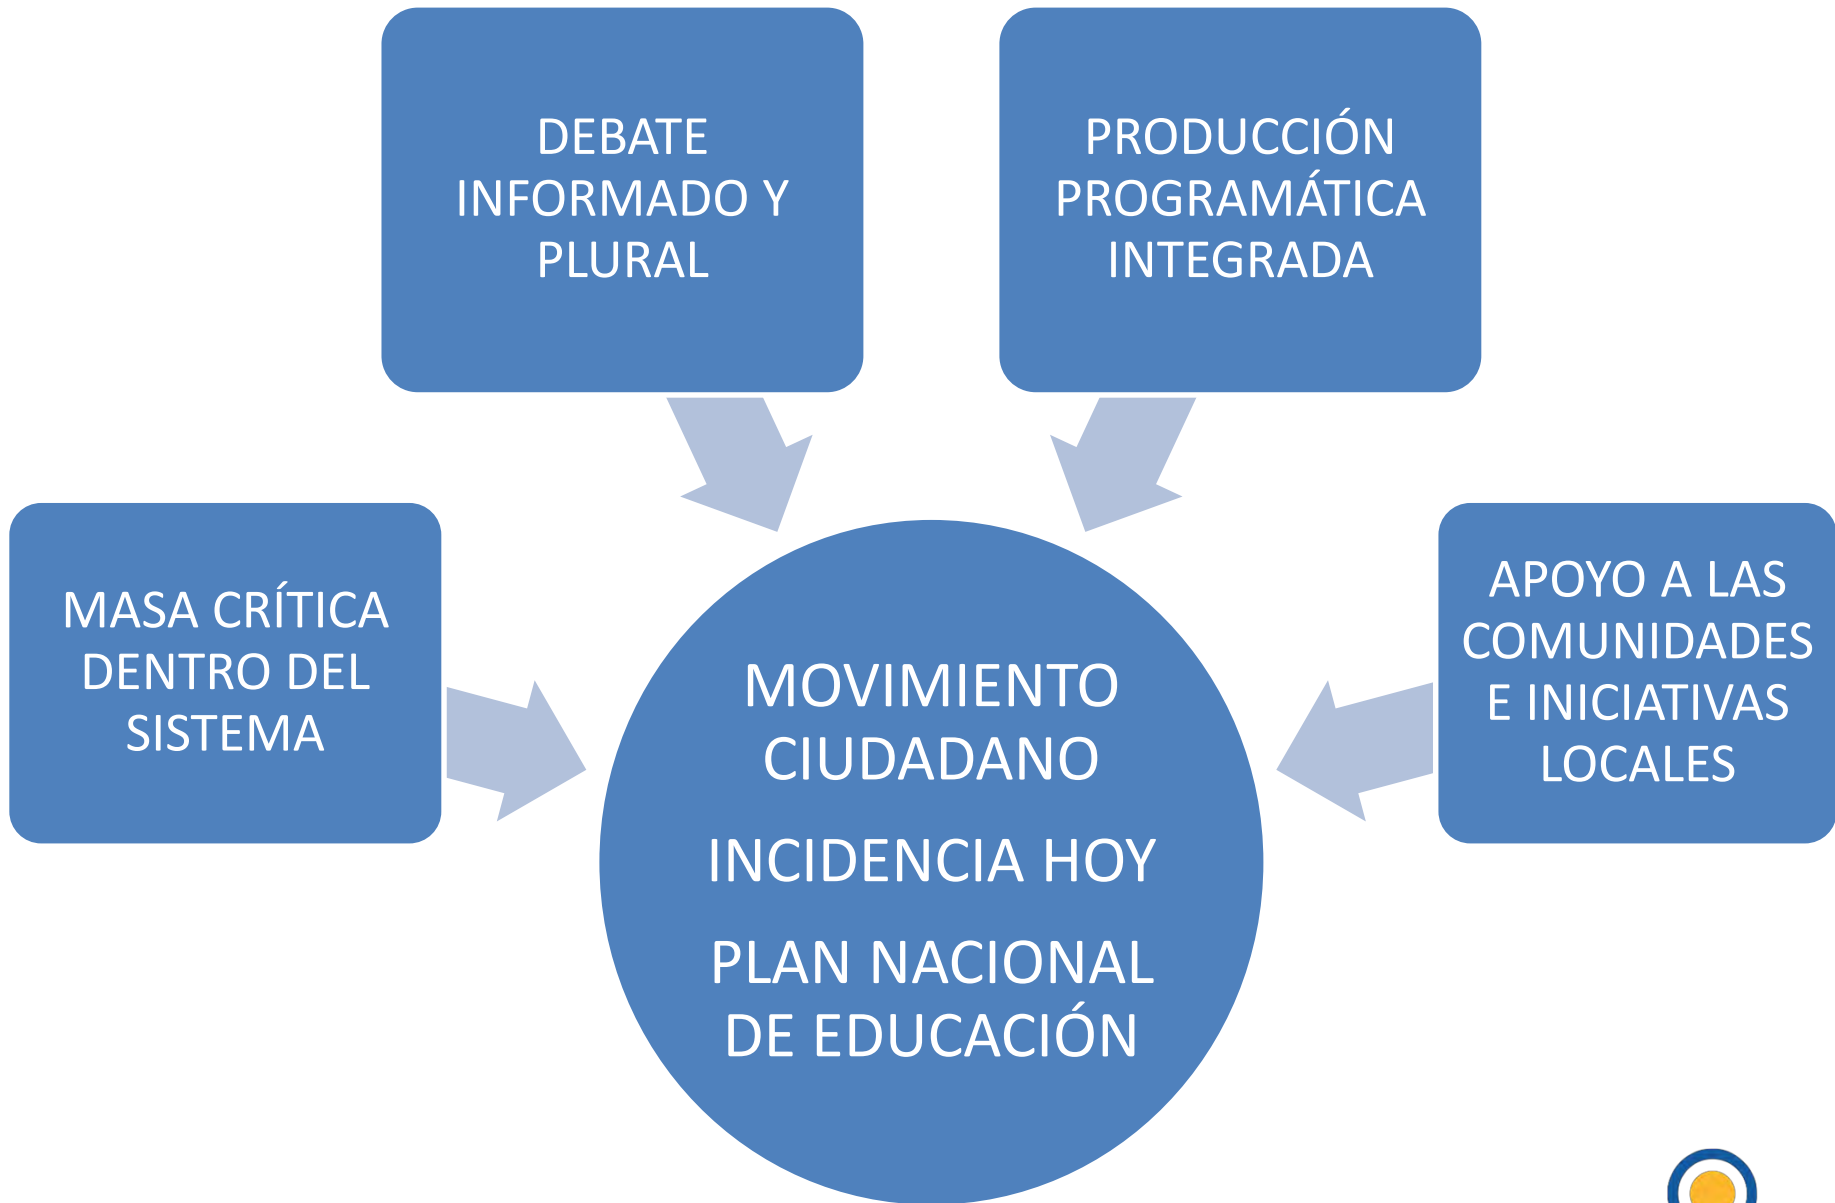 DEBATE
INFORMADO Y
PLURAL
PRODUCCIÓN
PROGRAMÁTICA
INTEGRADA
MASA CRÍTICA
DENTRO DEL
SISTEMA
APOYO A LAS
COMUNIDADES
E INICIATIVAS
LOCALES
MOVIMIENTO
CIUDADANO
INCIDENCIA HOY
PLAN NACIONAL
DE EDUCACIÓN